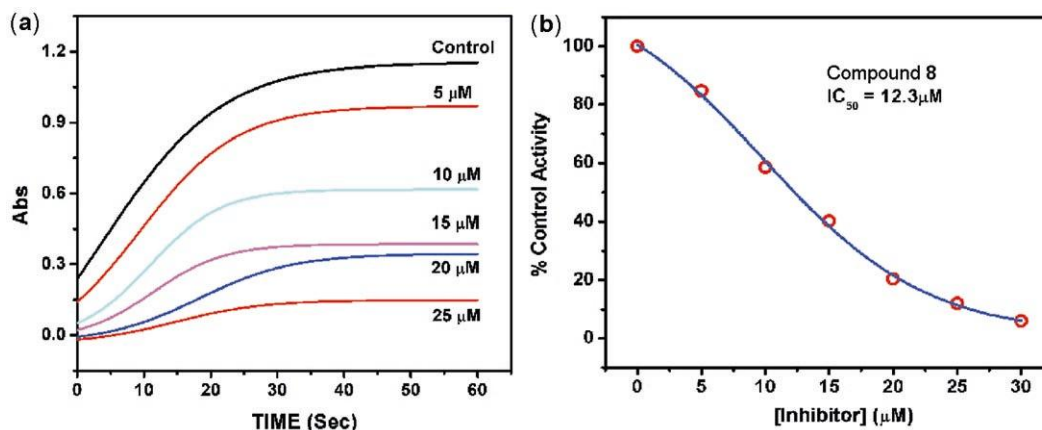 (a)
Abs
1.2
0.9
0.6
0.3
0.0
Control
5 μM
10 μM
15 μM
20 μM
25 μM
0 10 20 30 40 50 60
TIME (Sec)
(b)
% Control Activity
100
80
60
40
20
0
Compound 8
IC₅₀ = 12.3μM
0 5 10 15 20 25 30
[Inhibitor] (μM)